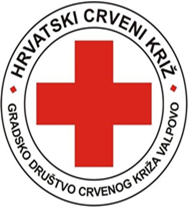 HRVATSKI CRVENI KRIŽ
GRADSKO DRUŠTVO CRVENOG KRIŽA VALPOVO